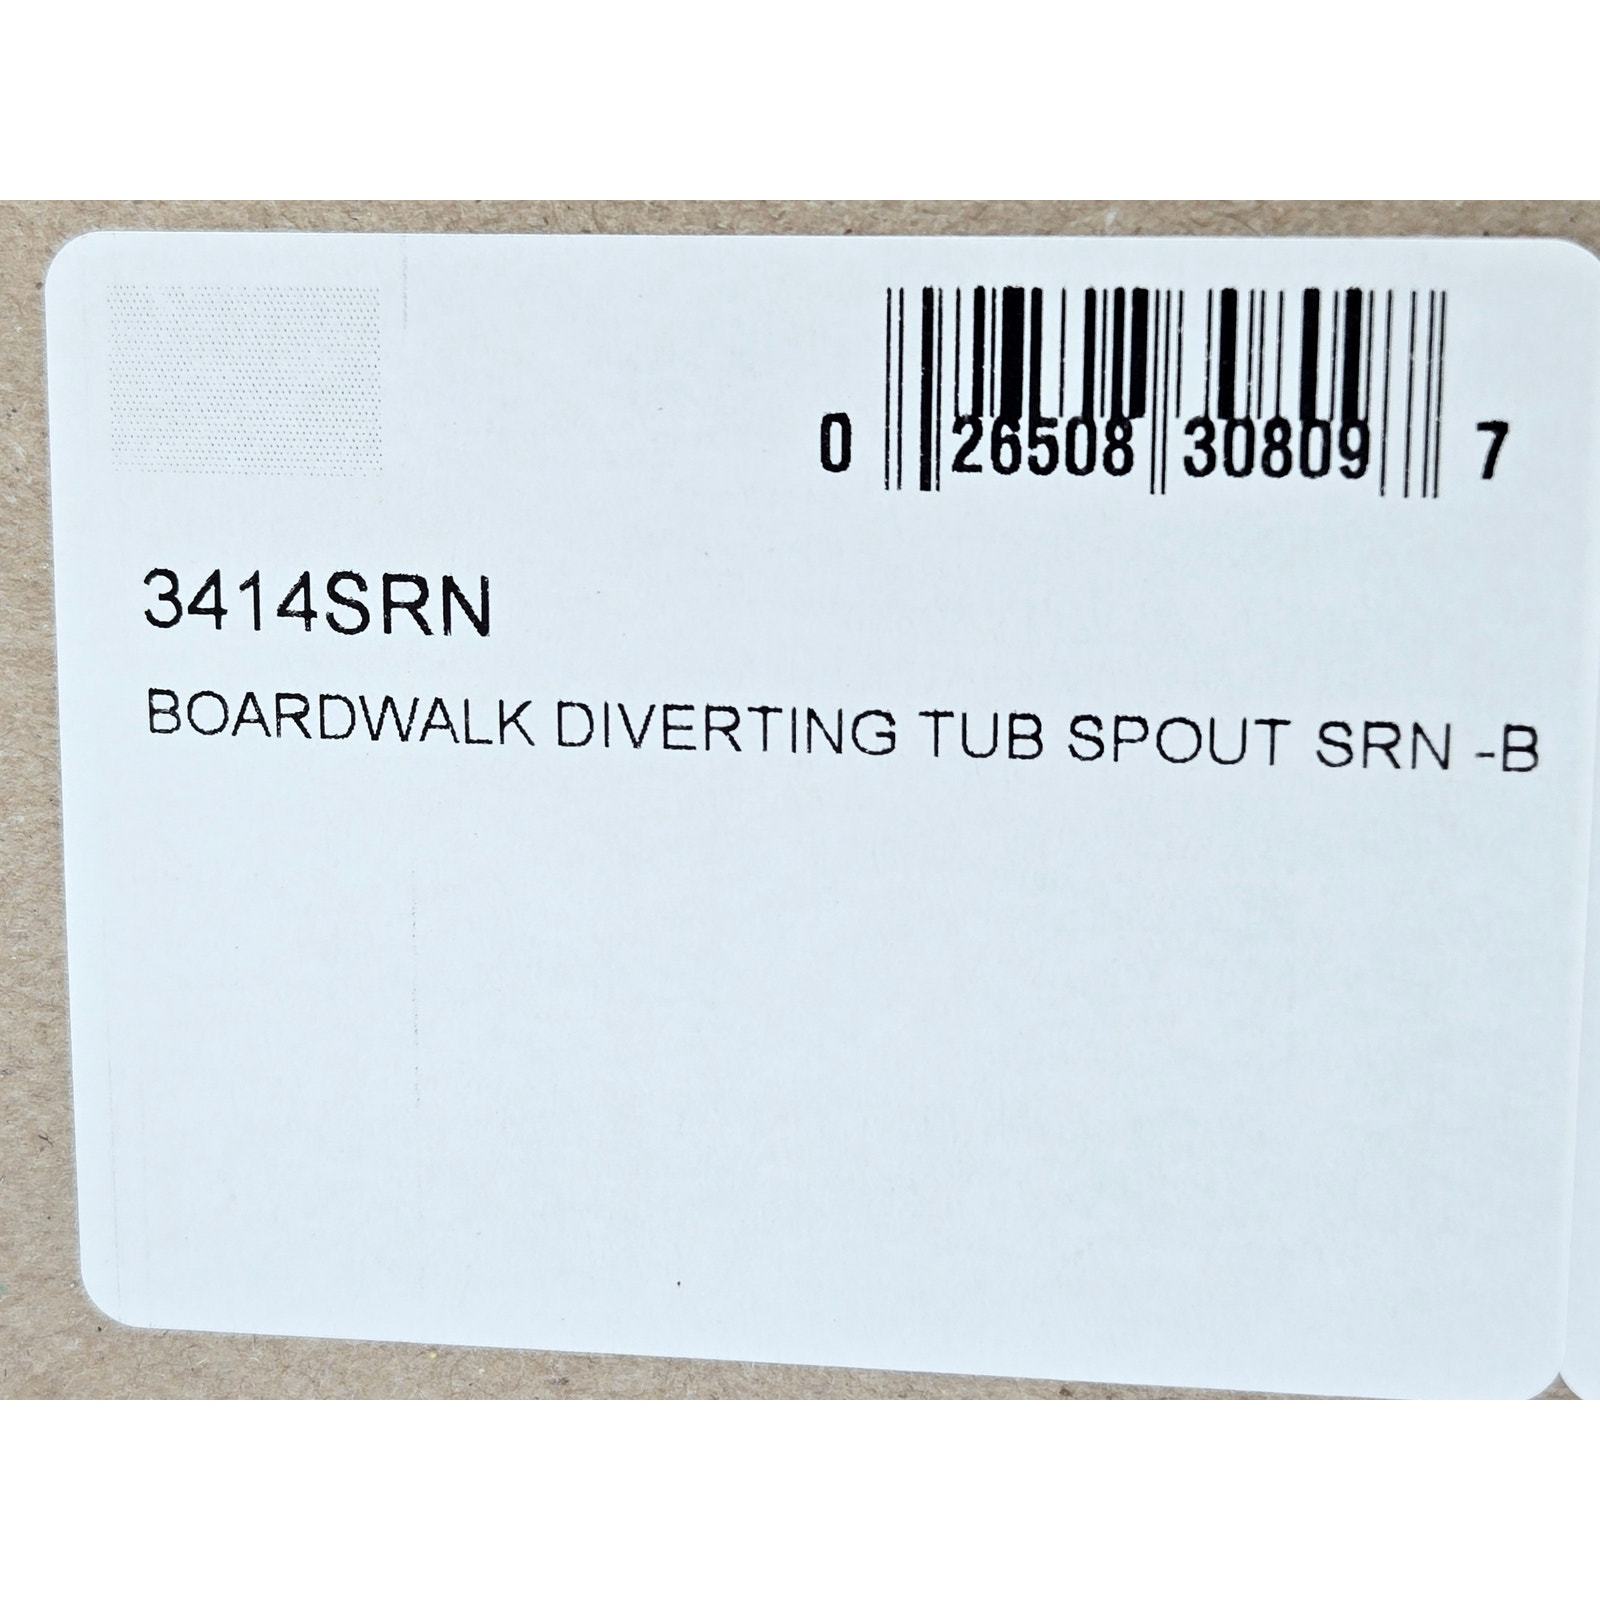 0 26508 30809 7
3414SRN
BOARDWALK DIVERTING TUB SPOUT SRN -B